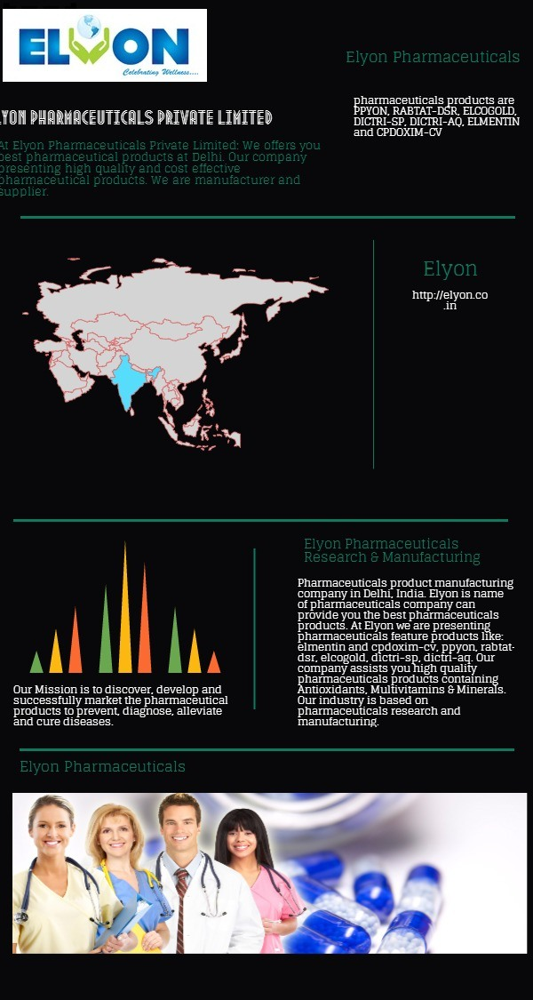 ELYON
Celebrating Wellness....
Elyon Pharmaceuticals
pharmaceuticals products are
PPYON, RABTAT-DSR, ELCOGOLD,
DICTRI-SP, DICTRI-AQ, ELMENTIN
and CPDOXIM-CV
LYON PHARMACEUTICALS PRIVATE LIMITED
At Elyon Pharmaceuticals Private Limited: We offers you
best pharmaceutical products at Delhi. Our company
presenting high quality and cost effective
pharmaceutical products. We are manufacturer and
supplier.
Elyon
http://elyon.co
.in
Our Mission is to discover, develop and
successfully market the pharmaceutical
products to prevent, diagnose, alleviate
and cure diseases.
Elyon Pharmaceuticals
Research & Manufacturing
Pharmaceuticals product manufacturing
company in Delhi, India. Elyon is name
of pharmaceuticals company can
provide you the best pharmaceuticals
products. At Elyon we are presenting
pharmaceuticals feature products like:
elmentin and cpdoxim-cv, ppyon, rabtat-
dsr, elcogold, dictri-sp, dictri-aq. Our
company assists you high quality
pharmaceuticals products containing
Antioxidants, Multivitamins & Minerals.
Our industry is based on
pharmaceuticals research and
manufacturing.
Elyon Pharmaceuticals